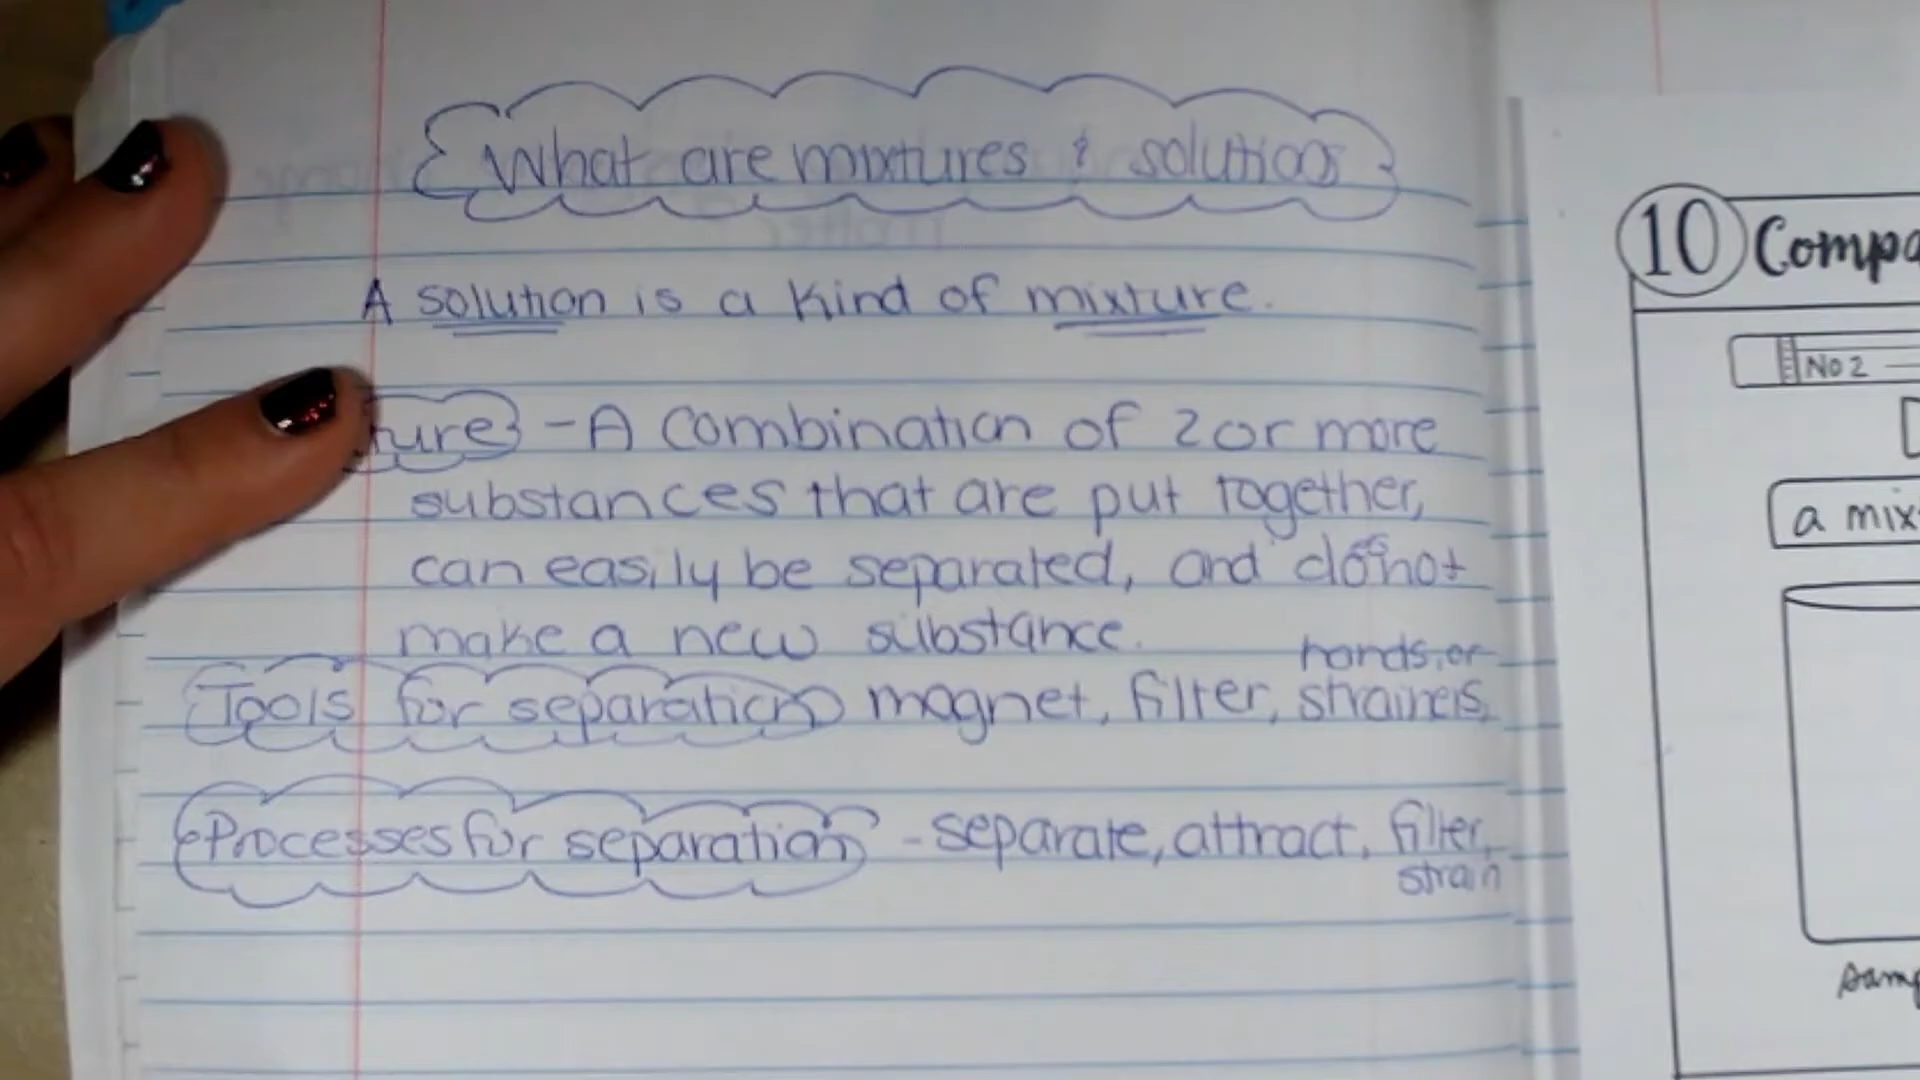 What are mixtures & solutions
A solution is a kind of mixture.
ture - A combination of 2 or more
substances that are put together,
can easily be separated, and do not
make a new substance.
hands, or
Tools for separation magnet, filter, strainers,
Processes for separation - separate, attract, filter,
strain
10 Compa
No 2
a mix
samp